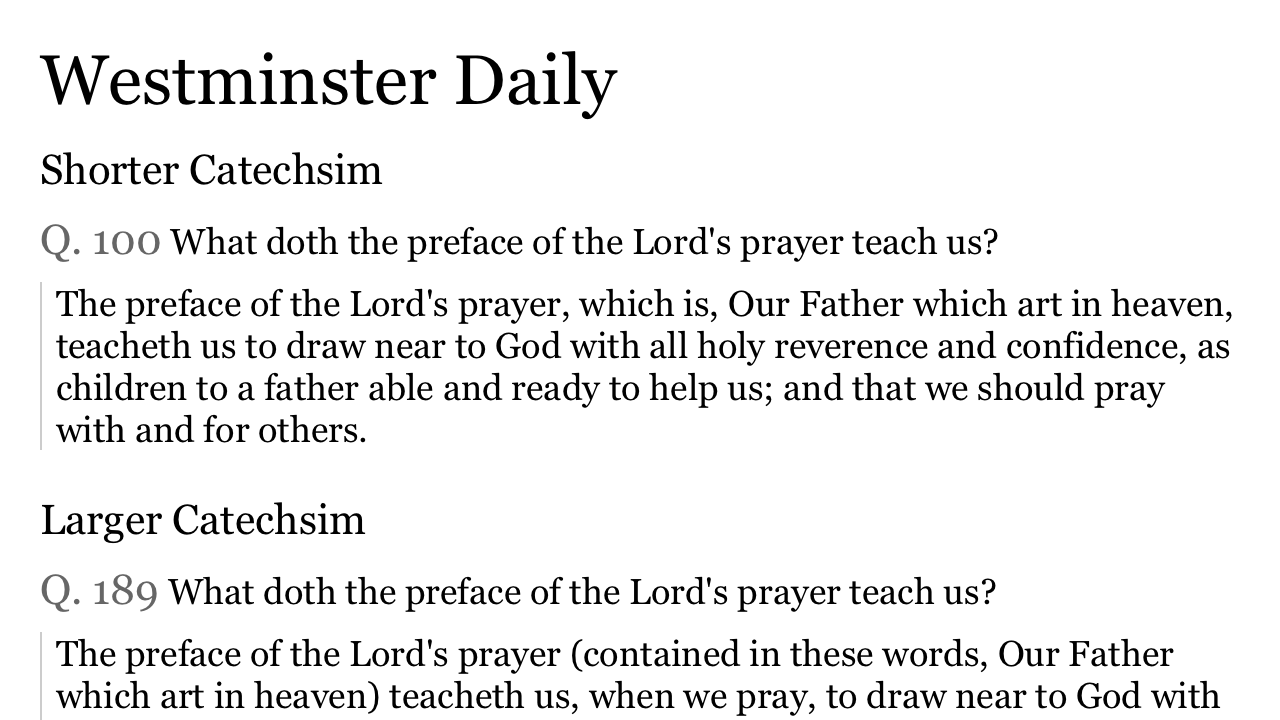 Westminster Daily
Shorter Catechsim
Q. 100 What doth the preface of the Lord's prayer teach us?
The preface of the Lord's prayer, which is, Our Father which art in heaven,
teacheth us to draw near to God with all holy reverence and confidence, as
children to a father able and ready to help us; and that we should pray
with and for others.
Larger Catechsim
Q. 189 What doth the preface of the Lord's prayer teach us?
The preface of the Lord's prayer (contained in these words, Our Father
which art in heaven) teacheth us, when we pray, to draw near to God with